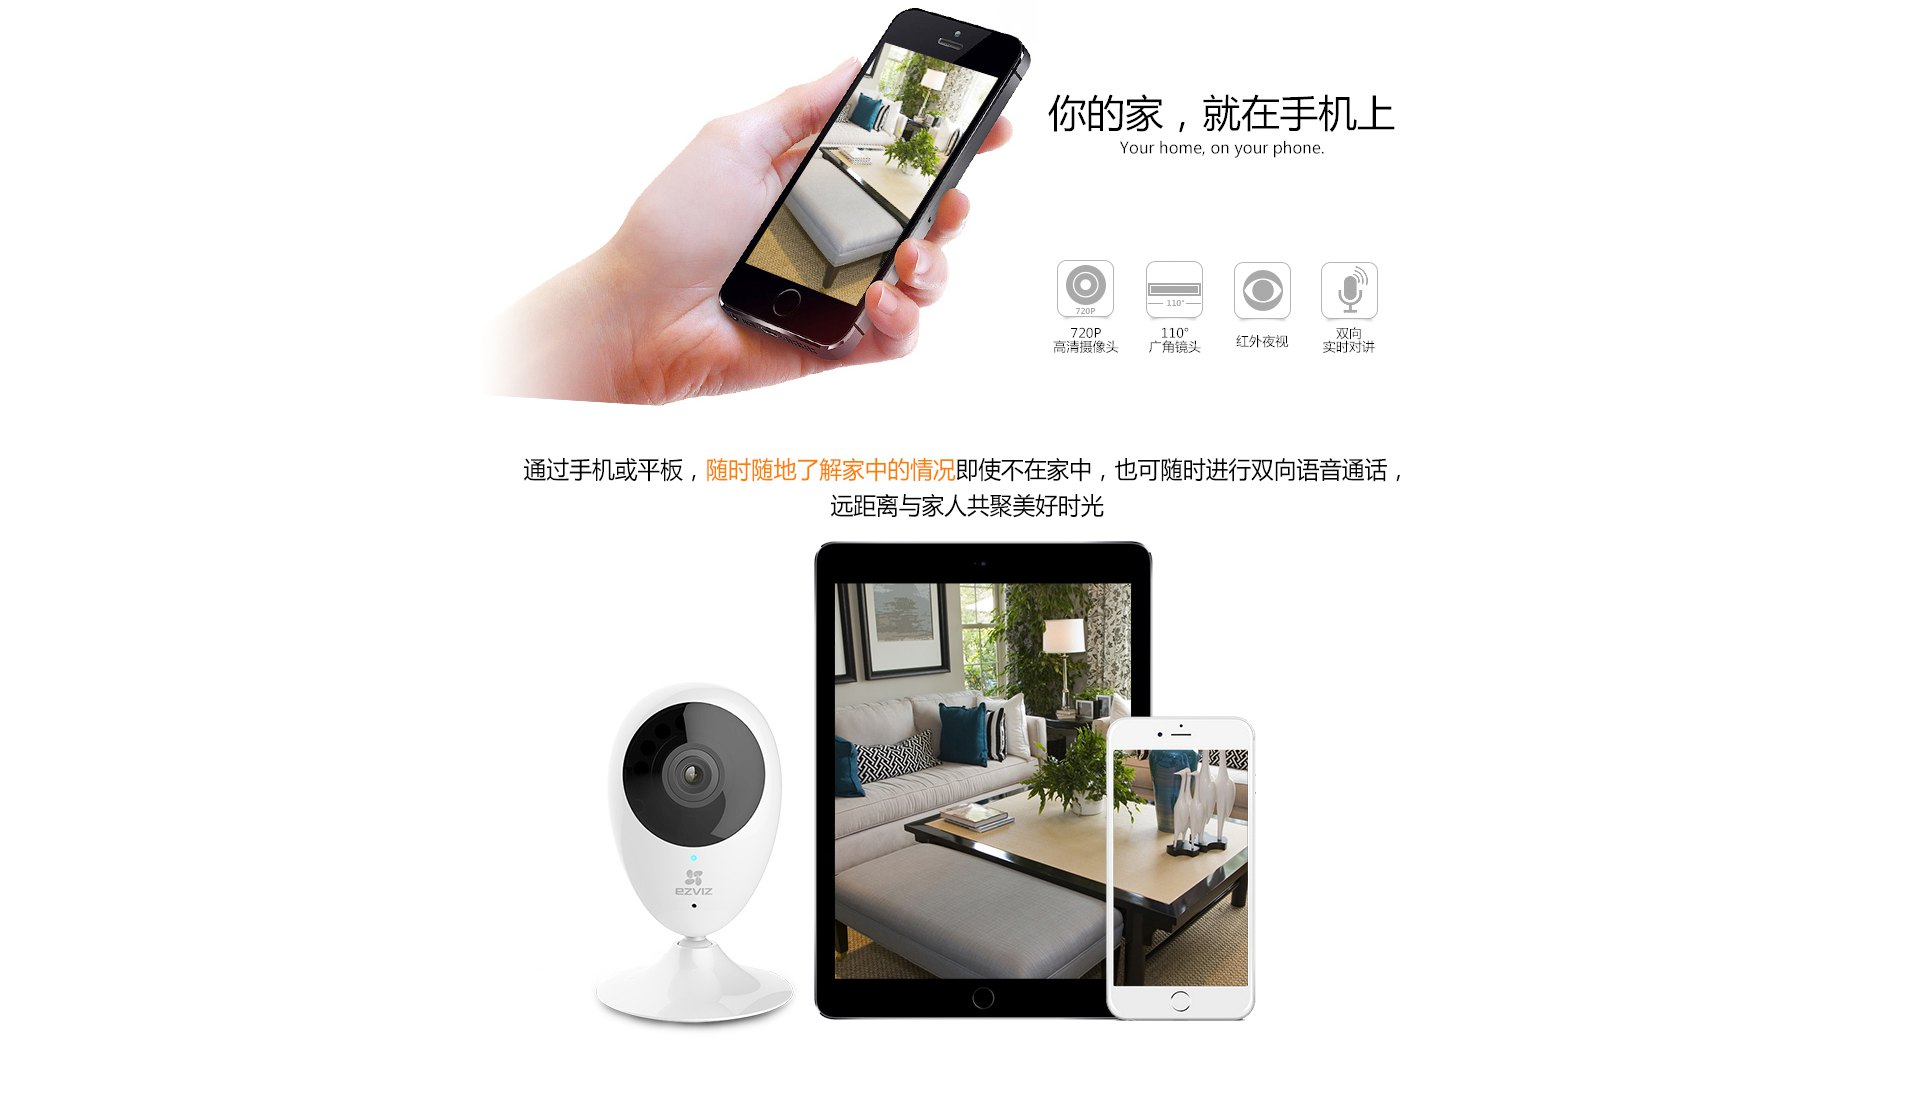 你的家，就在手机上
Your home, on your phone.
720P
110°
720P
高清摄像头
110°
广角镜头
红外夜视
双向
实时对讲
通过手机或平板，随时随地了解家中的情况即使不在家中，也可随时进行双向语音通话，
远距离与家人共聚美好时光
ezviz